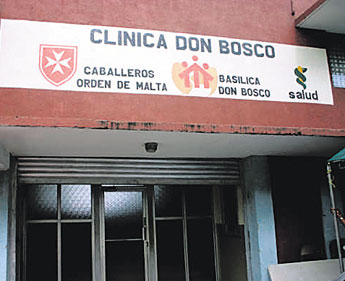 CLINICA DON BOSCO
CABALLEROS
ORDEN DE MALTA
BASILICA
DON BOSCO
salud